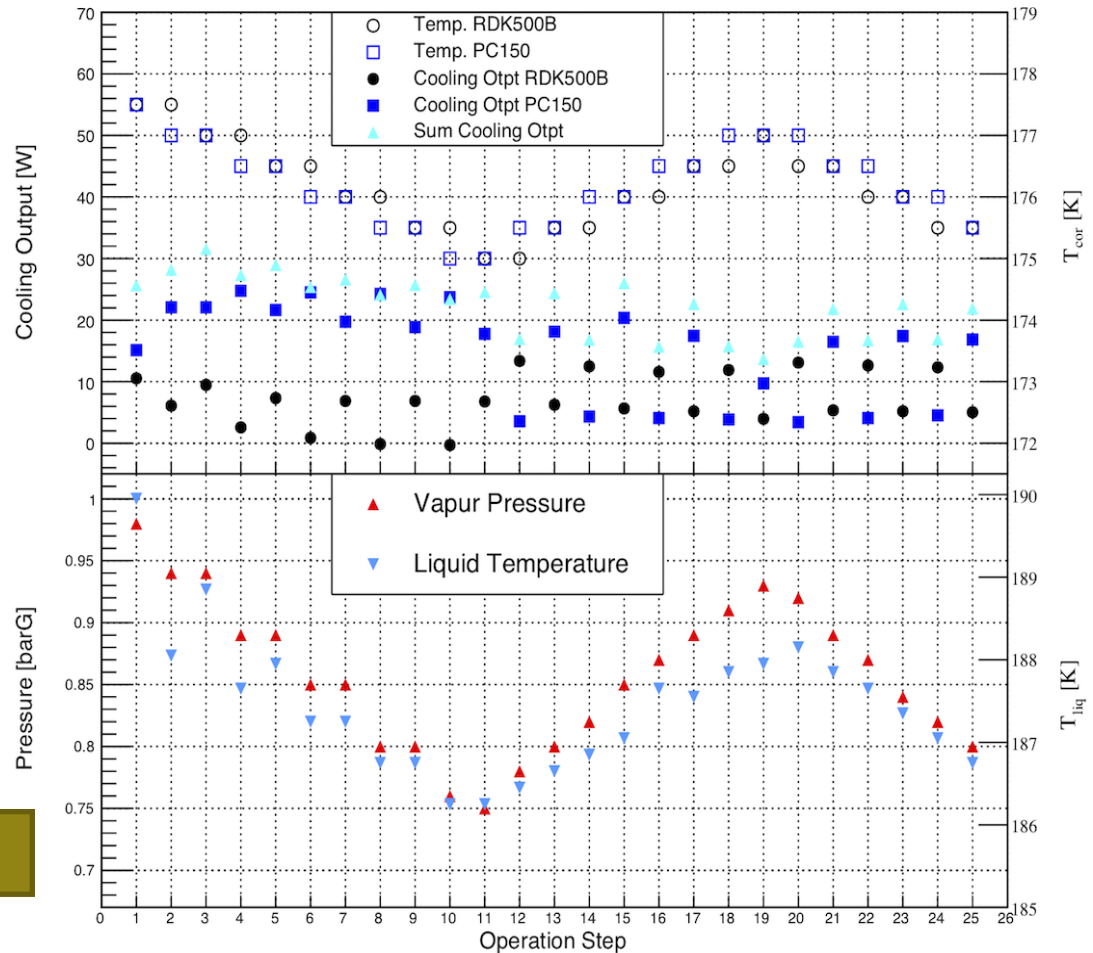 70
60
50
40
30
20
10
0
Cooling Output [W]
Temp. RDK500B
Temp. PC150
Cooling Otpt RDK500B
Cooling Otpt PC150
Sum Cooling Otpt
179
178
177
176
175
174
173
172
T_cor [K]
1
0.95
0.9
0.85
0.8
0.75
0.7
Pressure [barG]
Vapur Pressure
Liquid Temperature
190
189
188
187
186
185
T_liq [K]
0 1 2 3 4 5 6 7 8 9 10 11 12 13 14 15 16 17 18 19 20 21 22 23 24 25 26
Operation Step